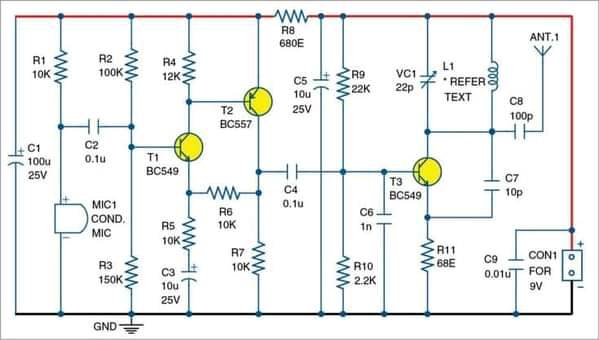 R8
680E
ANT.1
R1
10K
R2
100K
R4
12K
T2
BC557
C5
10u
25V
R9
22K
VC1
22p
L1
* REFER
TEXT
C8
100p
C1
100u
25V
C2
0.1u
T1
BC549
C4
0.1u
T3
BC549
C7
10p
MIC1
COND.
MIC
R5
10K
R6
10K
C6
1n
R3
150K
C3
10u
25V
R7
10K
R10
2.2K
R11
68E
C9
0.01u
CON1
FOR
9V
GND